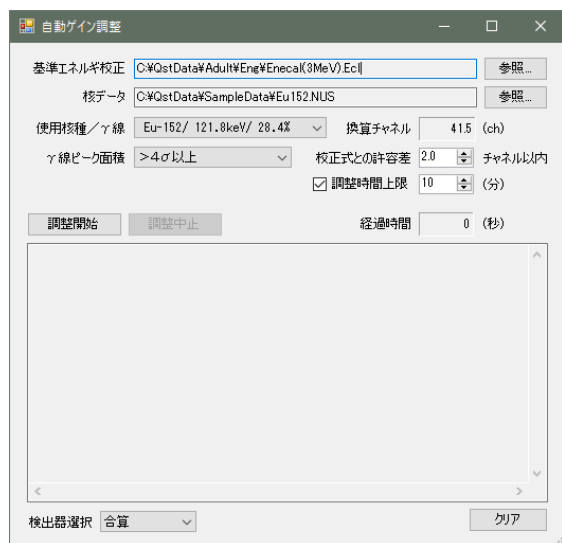 自動ゲイン調整
基準エネルギ校正 C:¥QstData¥Adult¥Eng¥Enecal(3MeV).Ecl 参照...
核データ C:¥QstData¥SampleData¥Eu152.NUS 参照...
使用核種／γ線 Eu-152/ 121.8keV/ 28.4% 換算チャネル 41.5 (ch)
γ線ピーク面積 >4σ以上 校正式との許容差 2.0 チャネル以内
調整時間上限 10 (分)
調整開始 調整中止 経過時間 0 (秒)
検出器選択 合算 クリア